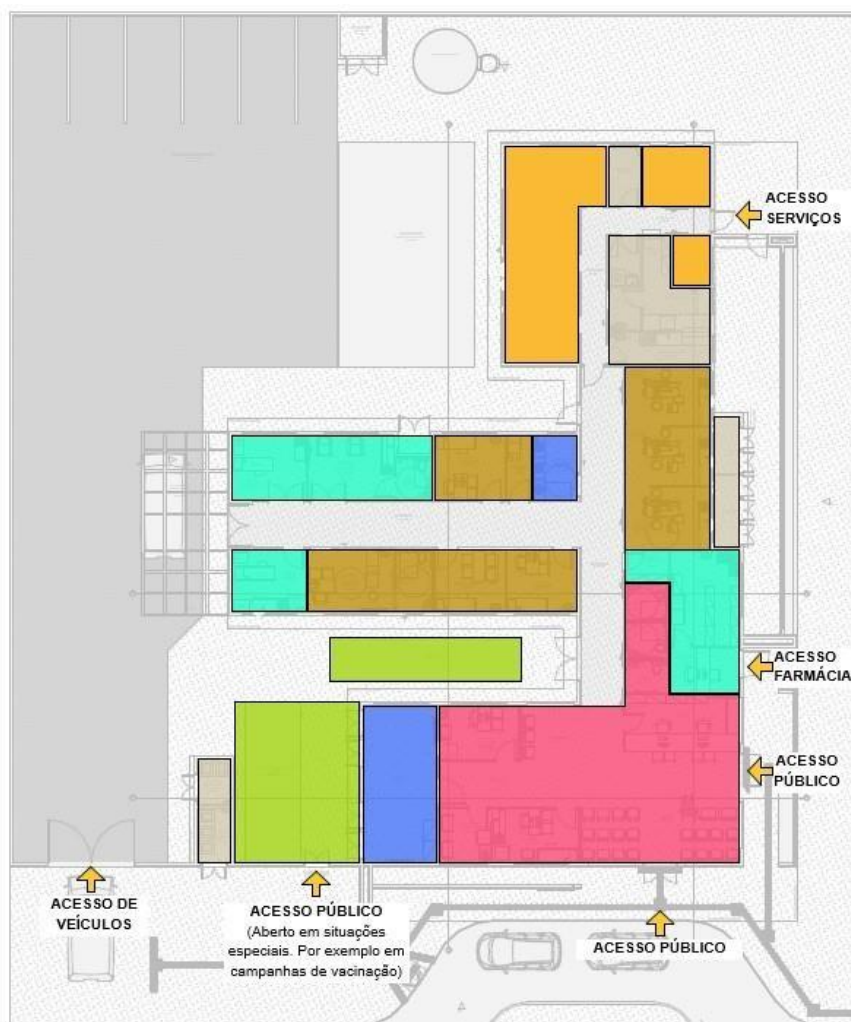 ACESSO
SERVIÇOS
ACESSO
FARMÁCIA
ACESSO
PÚBLICO
ACESSO DE
VEÍCULOS
ACESSO PÚBLICO
(Aberto em situações
especiais. Por exemplo em
campanhas de vacinação)
ACESSO PÚBLICO